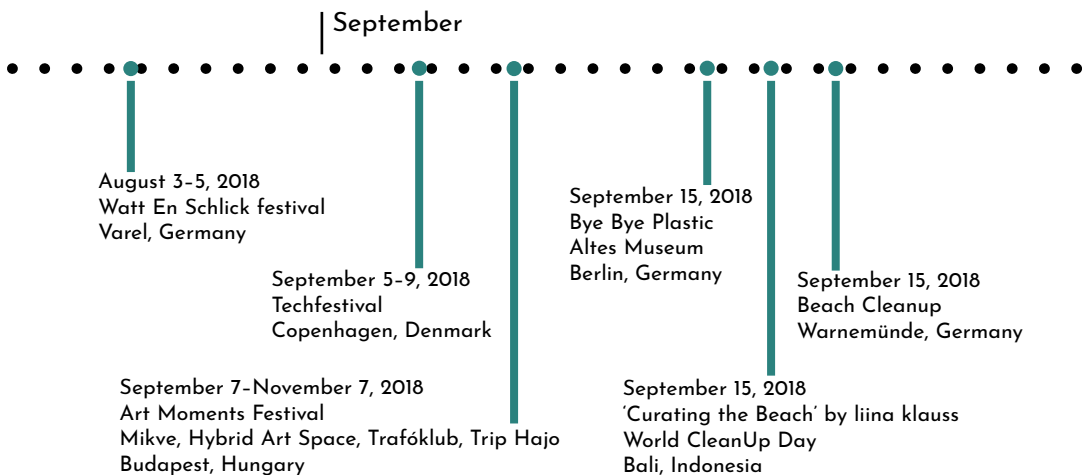 September
August 3–5, 2018
Watt En Schlick festival
Varel, Germany
September 5–9, 2018
Techfestival
Copenhagen, Denmark
September 7–November 7, 2018
Art Moments Festival
Mikve, Hybrid Art Space, Trafóklub, Trip Hajo
Budapest, Hungary
September 15, 2018
Bye Bye Plastic
Altes Museum
Berlin, Germany
September 15, 2018
‘Curating the Beach’ by liina klauss
World CleanUp Day
Bali, Indonesia
September 15, 2018
Beach Cleanup
Warnemünde, Germany